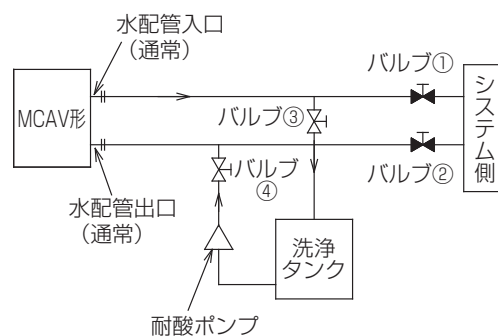 水配管入口
(通常)
バルブ①
システム側
MCAV形
バルブ③
バルブ
④
バルブ②
水配管出口
(通常)
洗浄
タンク
耐酸ポンプ